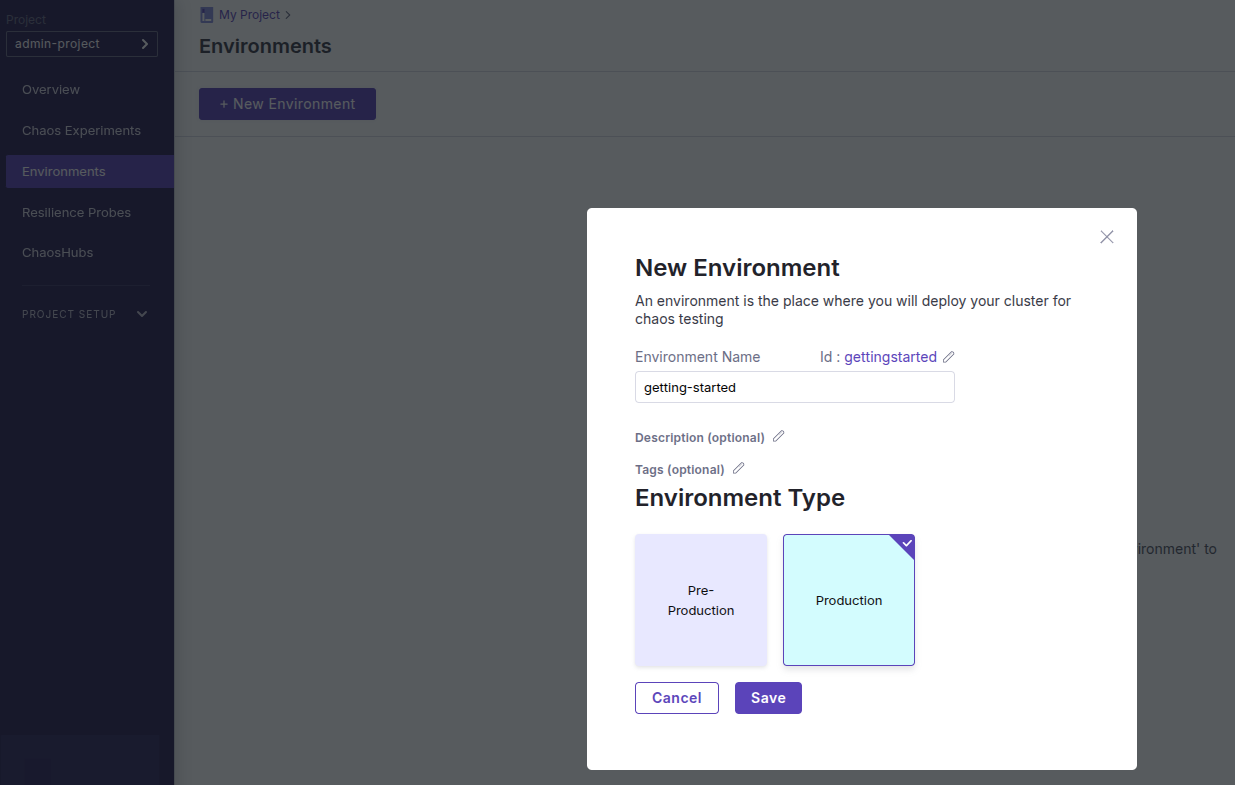 Project
admin-project
Overview
Chaos Experiments
Environments
Resilience Probes
ChaosHubs
PROJECT SETUP
My Project
Environments
+ New Environment
ironment' to
New Environment
An environment is the place where you will deploy your cluster for
chaos testing
Environment Name
Id : gettingstarted
getting-started
Description (optional)
Tags (optional)
Environment Type
Pre-
Production
Production
Cancel
Save